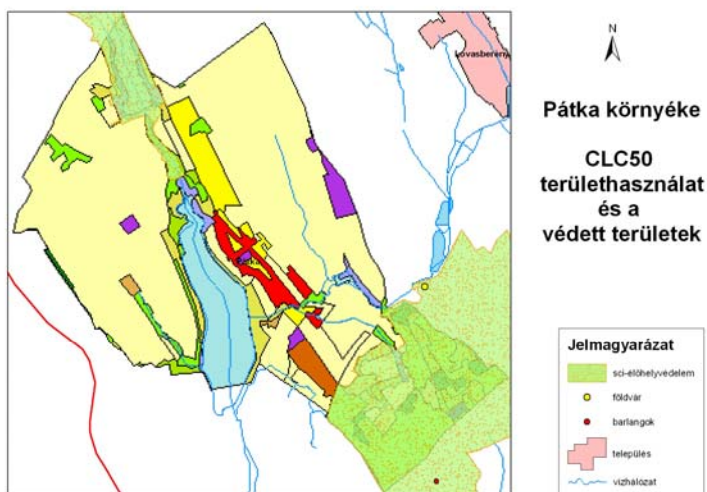 Lovasberény
N
Pátka környéke
CLC50
területhasználat
és a
védett területek
Jelmagyarázat
sci-élőhelyvédelem
földvár
barlangok
település
vízhálózat